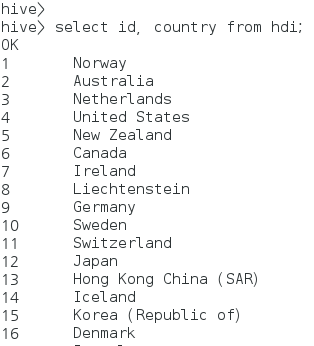 hive>
hive> select id, country from hdi;
OK
1 Norway
2 Australia
3 Netherlands
4 United States
5 New Zealand
6 Canada
7 Ireland
8 Liechtenstein
9 Germany
10 Sweden
11 Switzerland
12 Japan
13 Hong Kong China (SAR)
14 Iceland
15 Korea (Republic of)
16 Denmark